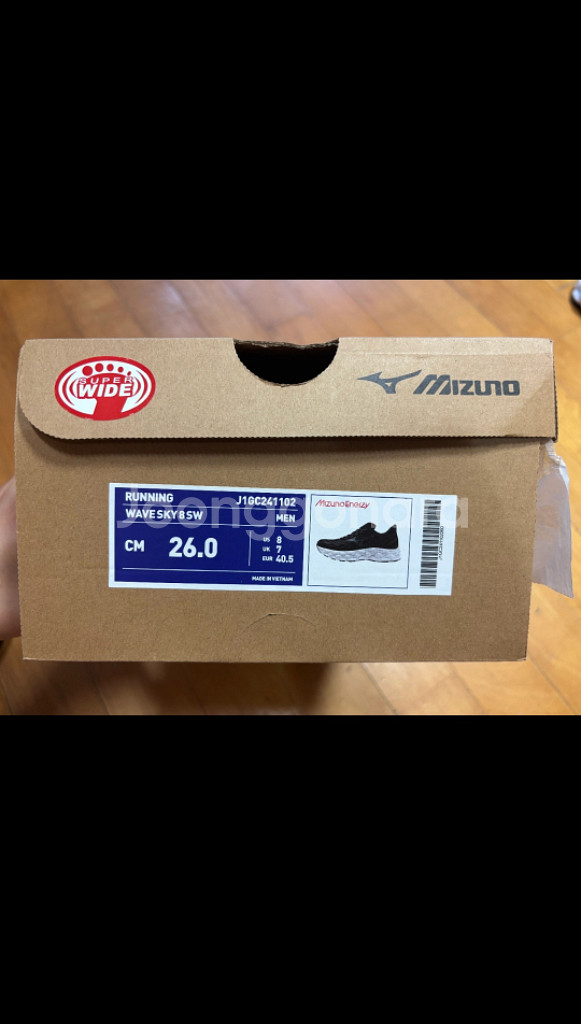 SUPER
WIDE
MIZUNO
RUNNING
J1GC241102
WAVE SKY 8 SW
MEN
CM
26.0
US 8
UK 7
EUR 40.5
MADE IN VIETNAM
MizunoEnerzy
Joonggonara